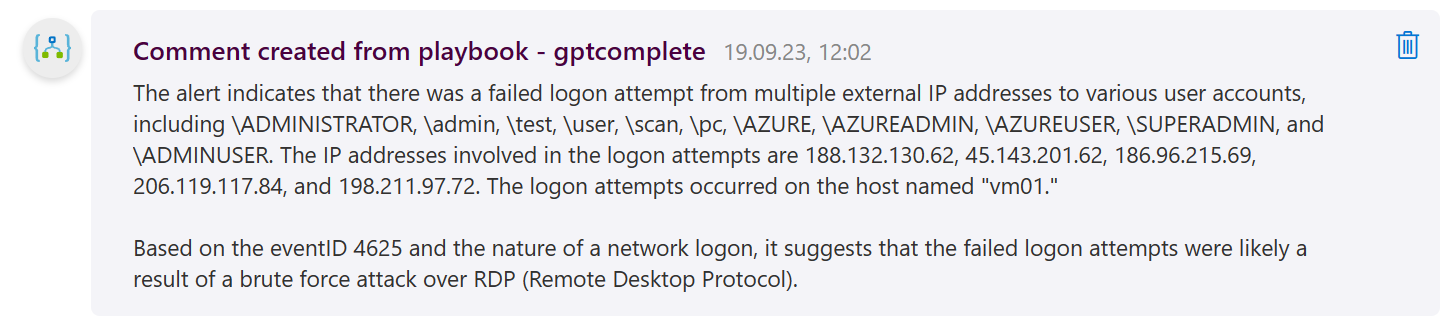 Comment created from playbook - gptcomplete 19.09.23, 12:02
The alert indicates that there was a failed logon attempt from multiple external IP addresses to various user accounts,
including \ADMINISTRATOR, \admin, \test, \user, \scan, \pc, \AZURE, \AZUREADMIN, \AZUREUSER, \SUPERADMIN, and
\ADMINUSER. The IP addresses involved in the logon attempts are 188.132.130.62, 45.143.201.62, 186.96.215.69,
206.119.117.84, and 198.211.97.72. The logon attempts occurred on the host named "vm01."
Based on the eventID 4625 and the nature of a network logon, it suggests that the failed logon attempts were likely a
result of a brute force attack over RDP (Remote Desktop Protocol).